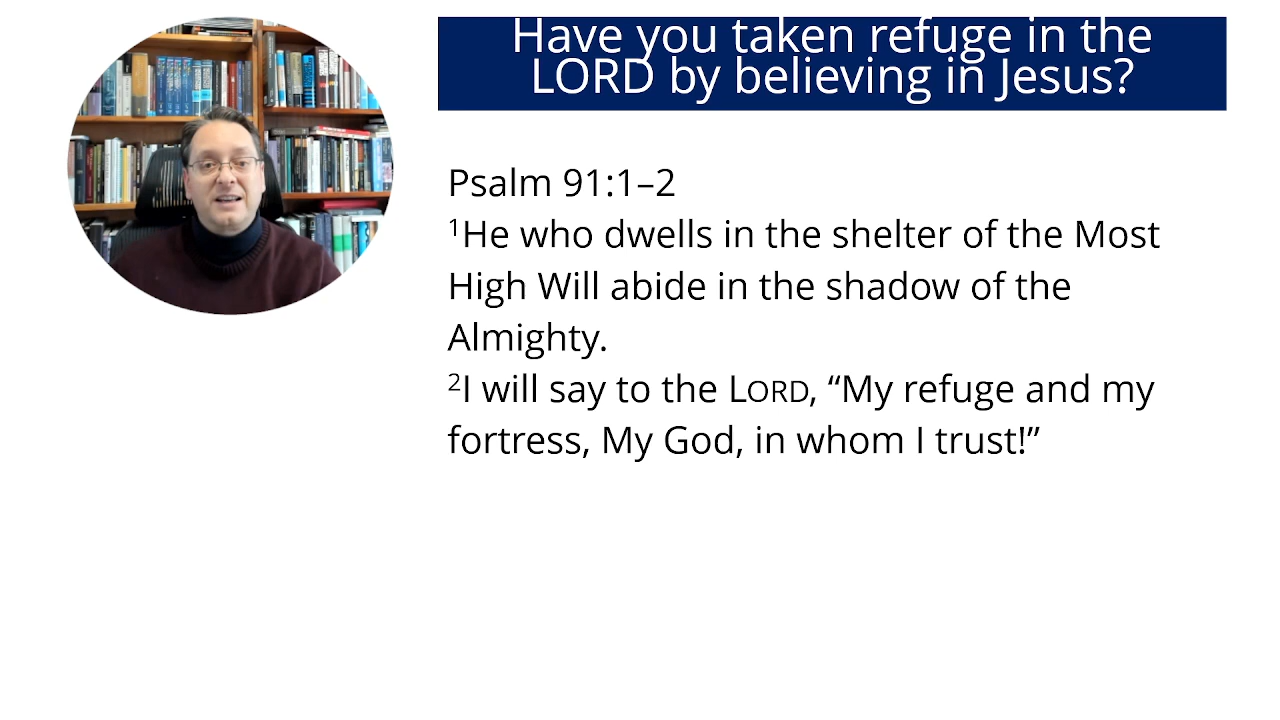 Have you taken refuge in the
LORD by believing in Jesus?
Psalm 91:1–2
¹He who dwells in the shelter of the Most
High Will abide in the shadow of the
Almighty.
²I will say to the LORD, “My refuge and my
fortress, My God, in whom I trust!”